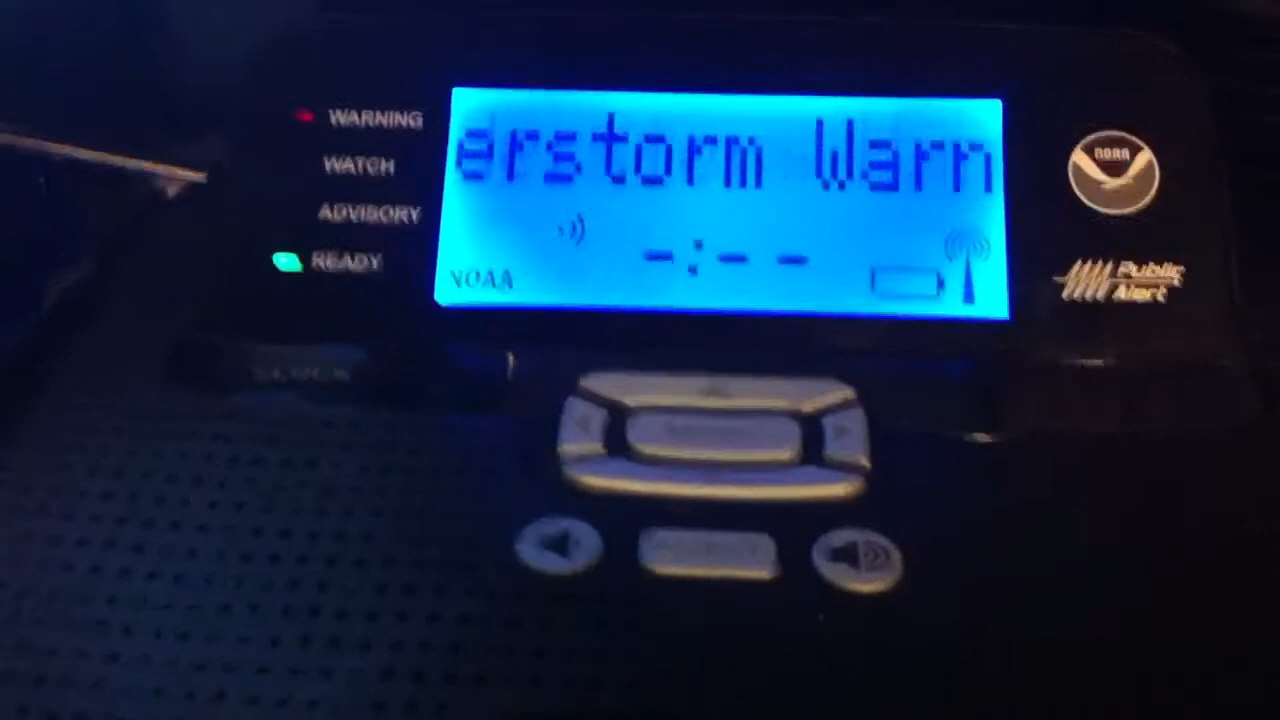 WARNING
erstorm Warn
WATCH
ADVISORY
READY
-:--
NOAA
NOAA
Public
Alert